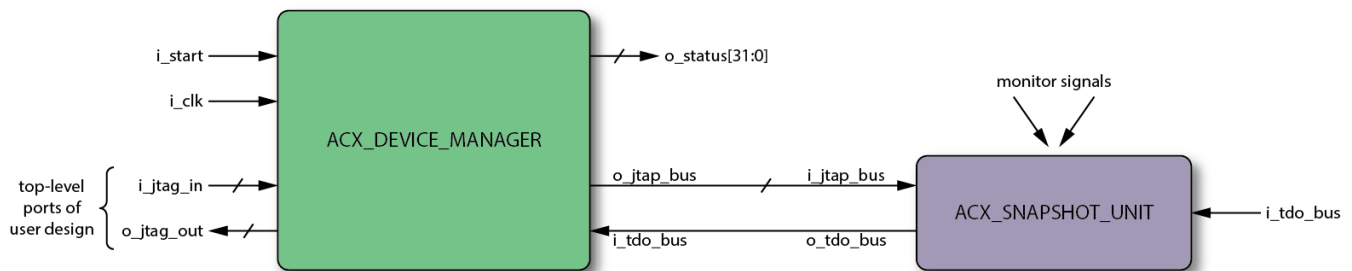 i_start
o_status[31:0]
i_clk
monitor signals
ACX_DEVICE_MANAGER
top-level
ports of
user design
i_jtag_in
o_jtag_out
o_jtap_bus
i_jtap_bus
i_tdo_bus
o_tdo_bus
ACX_SNAPSHOT_UNIT
i_tdo_bus